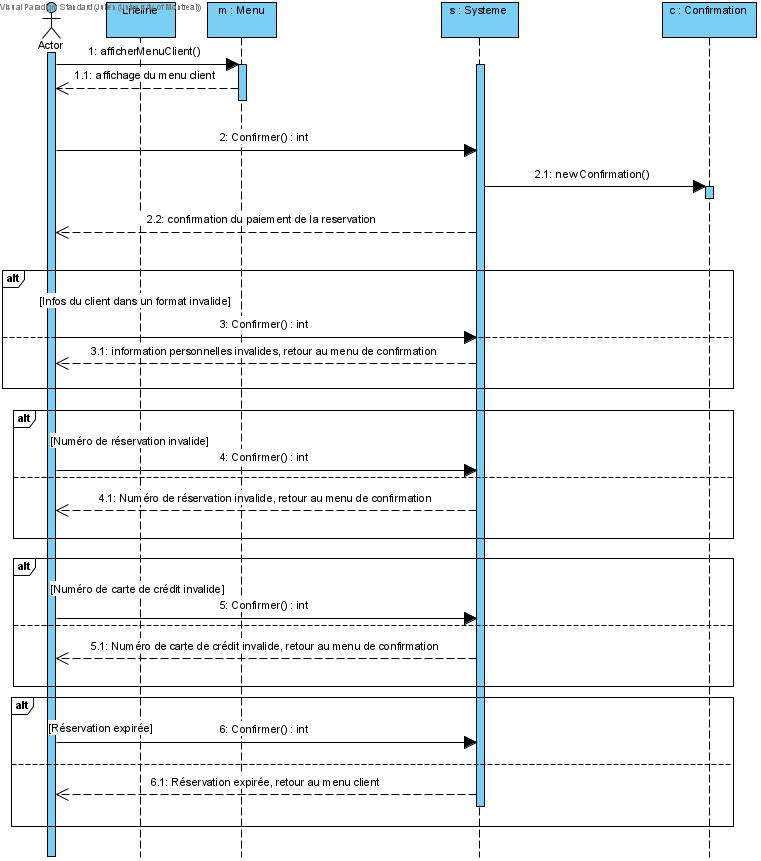 Visual Paradigm Standard (Julien (University of Montreal))
LifeLine
m : Menu
s : Systeme
c : Confirmation
Actor
1: afficherMenuClient()
1.1: affichage du menu client
2: Confirmer() : int
2.1: newConfirmation()
2.2: confirmation du paiement de la reservation
alt
[Infos du client dans un format invalide]
3: Confirmer() : int
3.1: information personnelles invalides, retour au menu de confirmation
alt
[Numéro de réservation invalide]
4: Confirmer() : int
4.1: Numéro de réservation invalide, retour au menu de confirmation
alt
[Numéro de carte de crédit invalide]
5: Confirmer() : int
5.1: Numéro de carte de crédit invalide, retour au menu de confirmation
alt
[Réservation expirée]
6: Confirmer() : int
6.1: Réservation expirée, retour au menu client